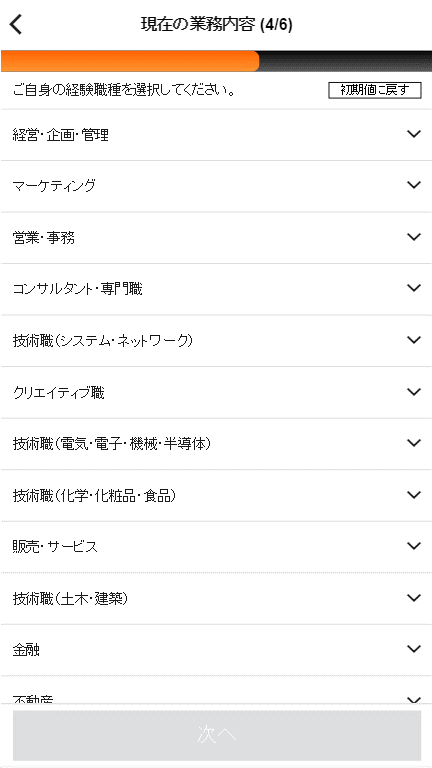 現在の業務内容 (4/6)
ご自身の経験職種を選択してください。 初期値に戻す
経営・企画・管理
マーケティング
営業・事務
コンサルタント・専門職
技術職(システム・ネットワーク)
クリエイティブ職
技術職(電気・電子・機械・半導体)
技術職(化学・化粧品・食品)
販売・サービス
技術職(土木・建築)
金融
不動産
次へ